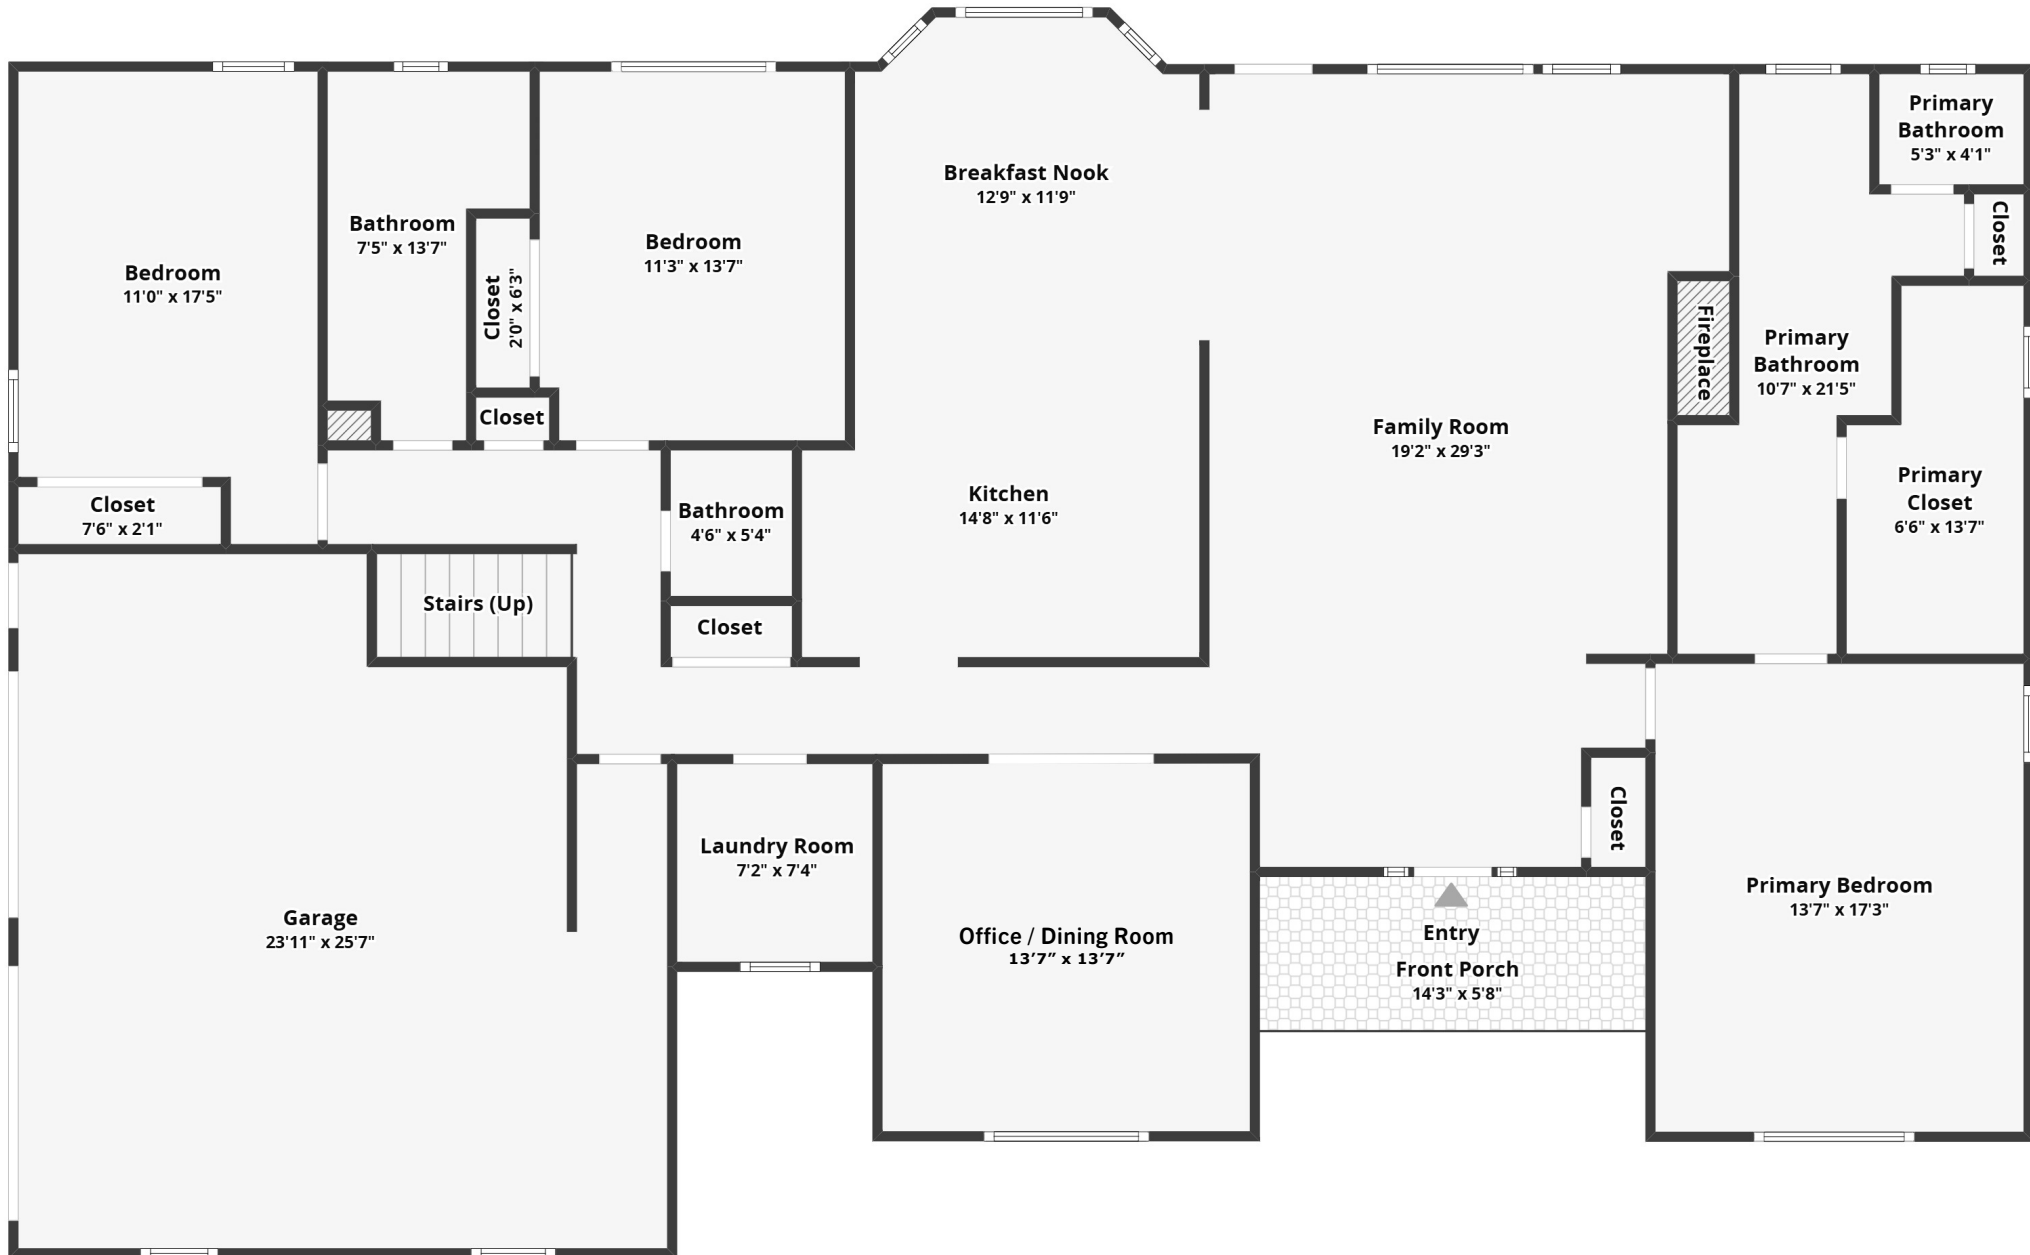 Primary
Bathroom
5'3" x 4'1"
Breakfast Nook
12'9" x 11'9"
Closet
Bathroom
7'5" x 13'7"
Bedroom
11'3" x 13'7"
Bedroom
11'0" x 17'5"
Closet
2'0" x 6'3"
Fireplace
Primary
Bathroom
10'7" x 21'5"
Closet
Family Room
19'2" x 29'3"
Primary
Closet
6'6" x 13'7"
Kitchen
14'8" x 11'6"
Closet
7'6" x 2'1"
Bathroom
4'6" x 5'4"
Stairs (Up)
Closet
Closet
Laundry Room
7'2" x 7'4"
Primary Bedroom
13'7" x 17'3"
Garage
23'11" x 25'7"
Office / Dining Room
13'7" x 13'7"
Entry
Front Porch
14'3" x 5'8"